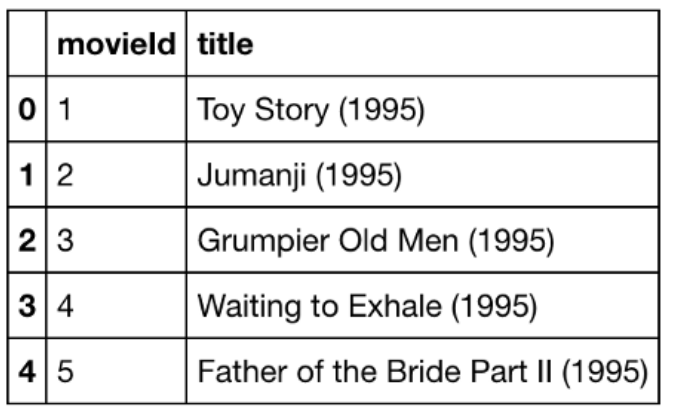 movieId title
0 1 Toy Story (1995)
1 2 Jumanji (1995)
2 3 Grumpier Old Men (1995)
3 4 Waiting to Exhale (1995)
4 5 Father of the Bride Part II (1995)